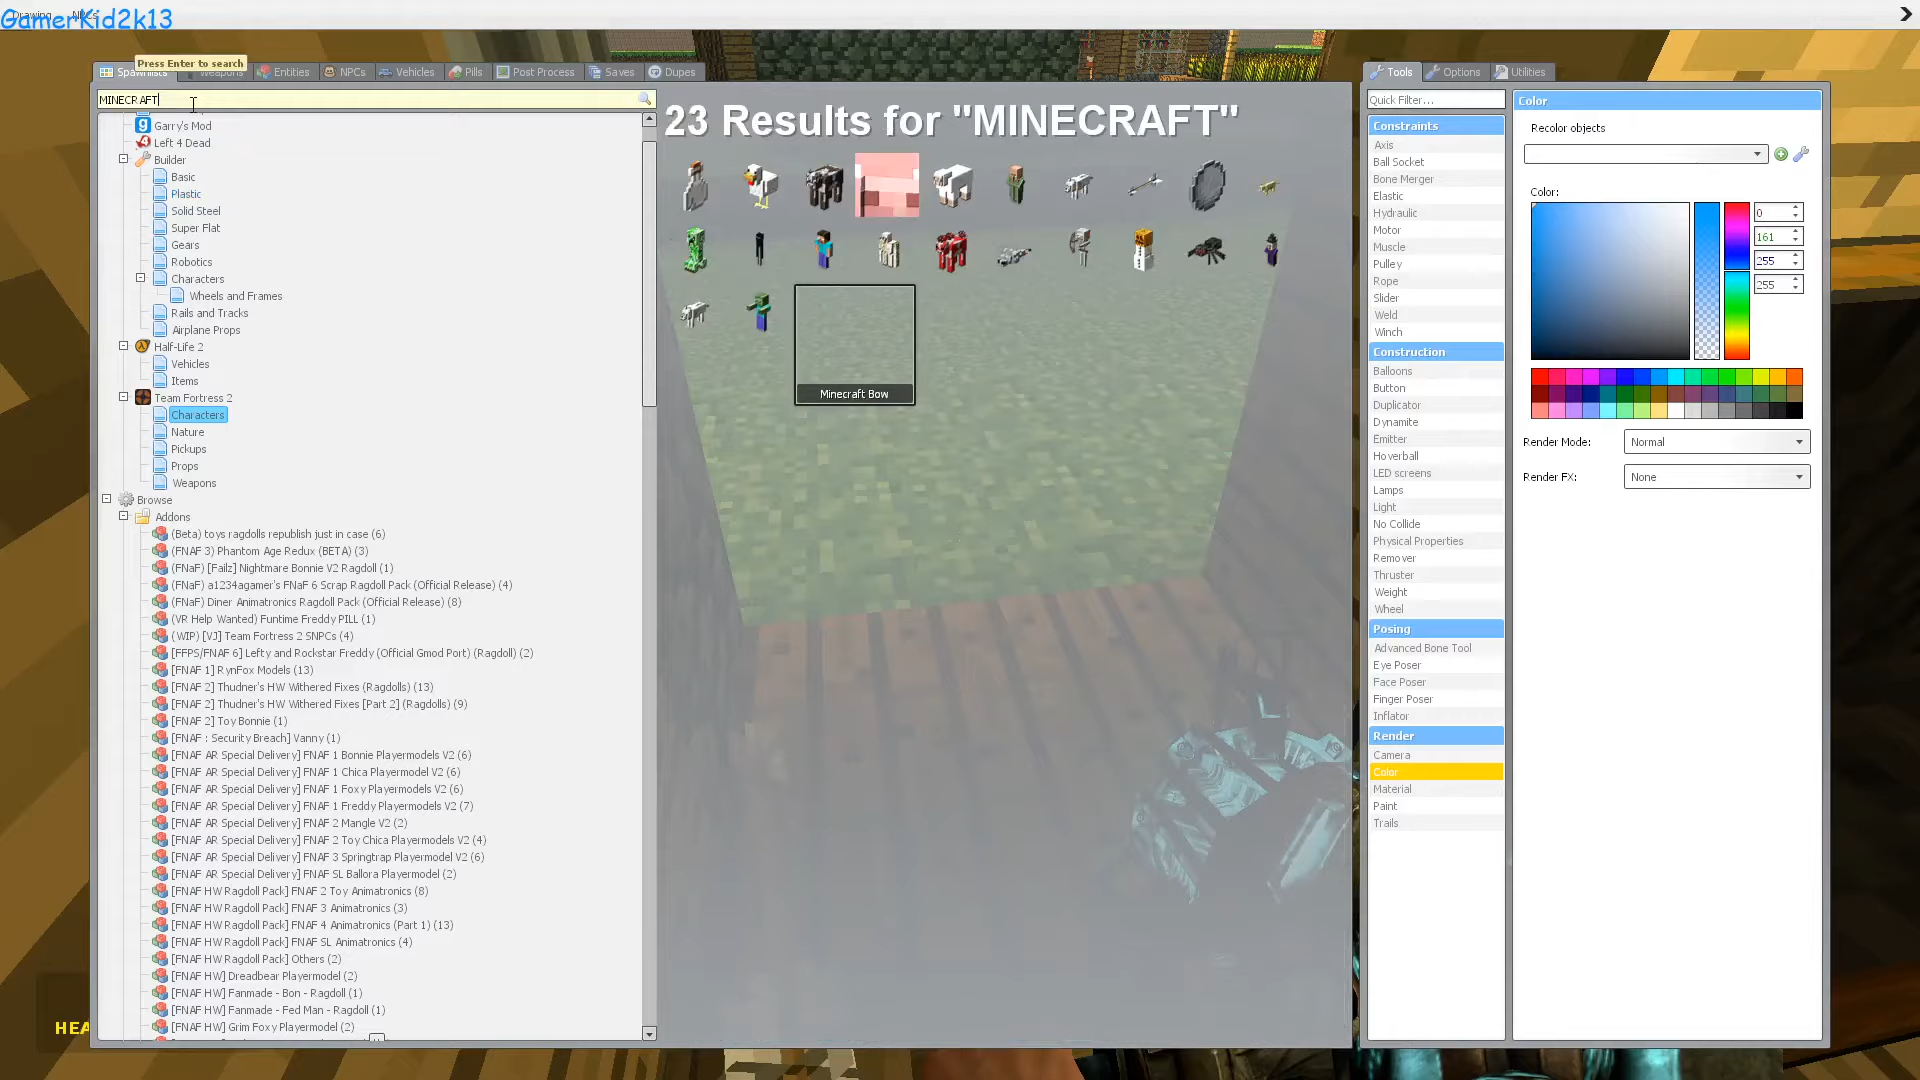 GamerKid2k13
Press Enter to search
Spawnlists Weapons Entities NPCs Vehicles Pills Post Process Saves Dupes
MINECRAFT
Garry's Mod
Left 4 Dead
Builder
Basic
Plastic
Solid Steel
Super Flat
Gears
Robotics
Characters
Wheels and Frames
Rails and Tracks
Airplane Props
Half-Life 2
Vehicles
Items
Team Fortress 2
Characters
Nature
Pickups
Props
Weapons
Browse
Addons
(Beta) toys ragdolls republish just in case (6)
(FNAF 3) Phantom Age Redux (BETA) (3)
(FNaF) [Failz] Nightmare Bonnie V2 Ragdoll (1)
(FNaF) a1234agamer's FNaF 6 Scrap Ragdoll Pack (Official Release) (4)
(FNaF) Diner Animatronics Ragdoll Pack (Official Release) (8)
(VR Help Wanted) Funtime Freddy PILL (1)
(WIP) [VJ] Team Fortress 2 SNPCs (4)
[FFPS/FNAF 6] Lefty and Rockstar Freddy (Official Gmod Port) (Ragdoll) (2)
[FNAF 1] RynFox Models (13)
[FNAF 2] Thudner's HW Withered Fixes (Ragdolls) (13)
[FNAF 2] Thudner's HW Withered Fixes [Part 2] (Ragdolls) (9)
[FNAF 2] Toy Bonnie (1)
[FNAF : Security Breach] Vanny (1)
[FNAF AR Special Delivery] FNAF 1 Bonnie Playermodels V2 (6)
[FNAF AR Special Delivery] FNAF 1 Chica Playermodel V2 (6)
[FNAF AR Special Delivery] FNAF 1 Foxy Playermodels V2 (6)
[FNAF AR Special Delivery] FNAF 1 Freddy Playermodels V2 (7)
[FNAF AR Special Delivery] FNAF 2 Mangle V2 (2)
[FNAF AR Special Delivery] FNAF 2 Toy Chica Playermodels V2 (4)
[FNAF AR Special Delivery] FNAF 3 Springtrap Playermodel V2 (6)
[FNAF AR Special Delivery] FNAF SL Ballora Playermodel (2)
[FNAF HW Ragdoll Pack] FNAF 2 Toy Animatronics (8)
[FNAF HW Ragdoll Pack] FNAF 3 Animatronics (3)
[FNAF HW Ragdoll Pack] FNAF 4 Animatronics (Part 1) (13)
[FNAF HW Ragdoll Pack] FNAF SL Animatronics (4)
[FNAF HW Ragdoll Pack] Others (2)
[FNAF HW] Dreadbear Playermodel (2)
[FNAF HW] Fanmade - Bon - Ragdoll (1)
[FNAF HW] Fanmade - Fed Man - Ragdoll (1)
[FNAF HW] Grim Foxy Playermodel (2)
HEA
23 Results for "MINECRAFT"
Minecraft Bow
Tools Options Utilities
Quick Filter...
Constraints
Axis
Ball Socket
Bone Merger
Elastic
Hydraulic
Motor
Muscle
Pulley
Rope
Slider
Weld
Winch
Construction
Balloons
Button
Duplicator
Dynamite
Emitter
Hoverball
LED screens
Lamps
Light
No Collide
Physical Properties
Remover
Thruster
Weight
Wheel
Posing
Advanced Bone Tool
Eye Poser
Face Poser
Finger Poser
Inflator
Render
Camera
Color
Material
Paint
Trails
Color
Recolor objects
Color:
0
161
255
255
Render Mode: Normal
Render FX: None